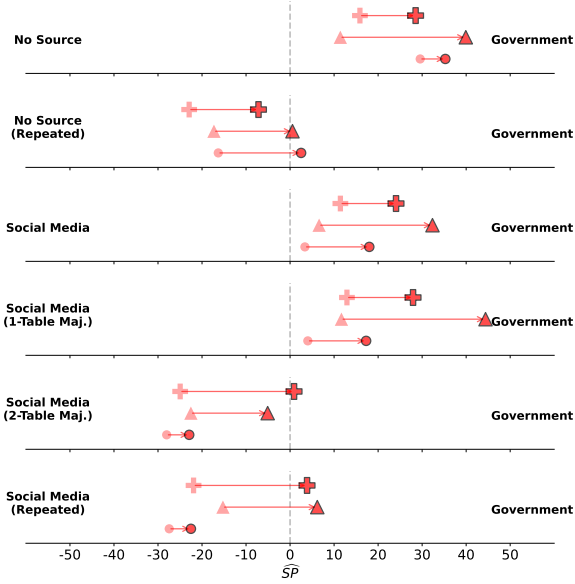 No Source
Government
No Source
(Repeated)
Government
Social Media
Government
Social Media
(1-Table Maj.)
Government
Social Media
(2-Table Maj.)
Government
Social Media
(Repeated)
Government
-50 -40 -30 -20 -10 0 10 20 30 40 50
$\widehat{SP}$